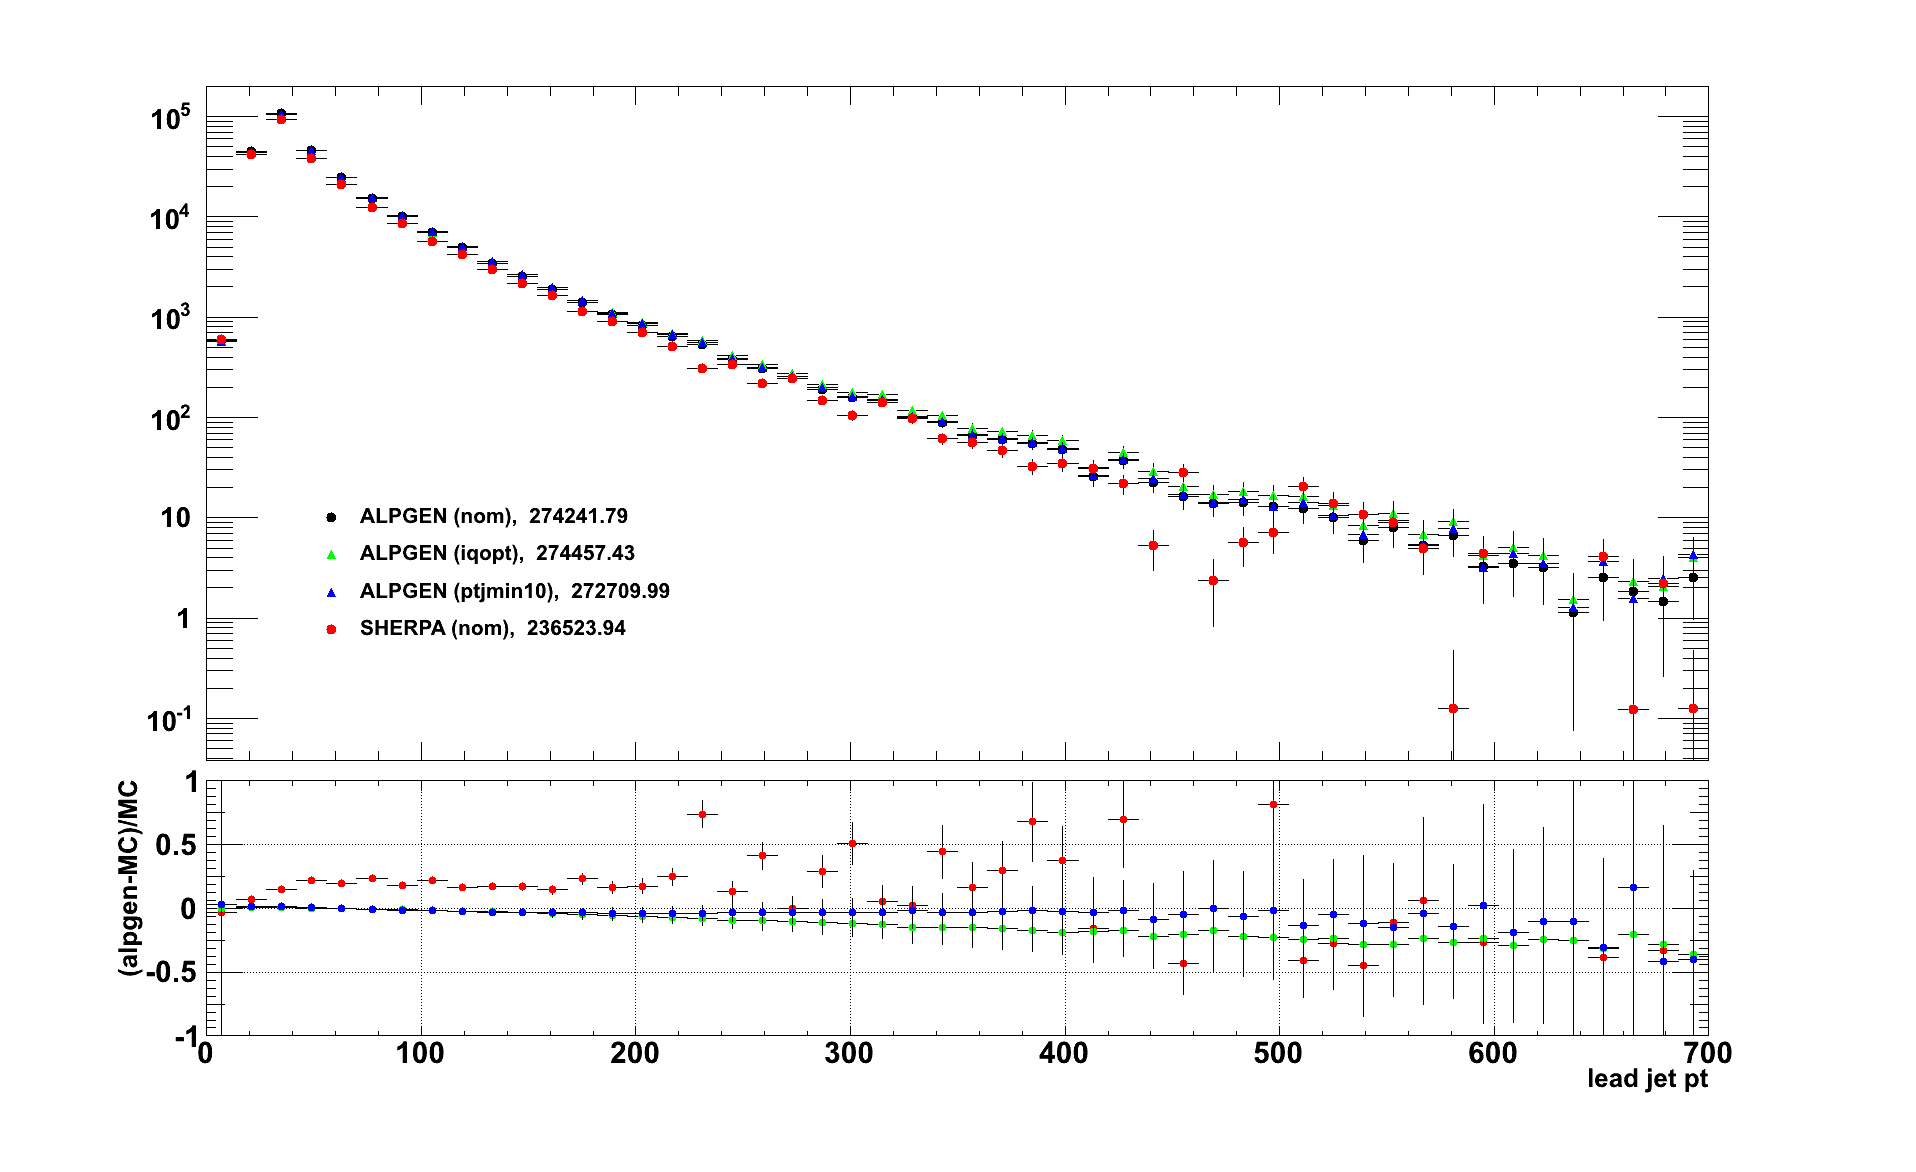 10^5
10^4
10^3
10^2
10
1
10^-1
ALPGEN (nom), 274241.79
ALPGEN (iqopt), 274457.43
ALPGEN (ptjmin10), 272709.99
SHERPA (nom), 236523.94
(alpgen-MC)/MC
1
0.5
0
-0.5
-1
0 100 200 300 400 500 600 700
lead jet pt